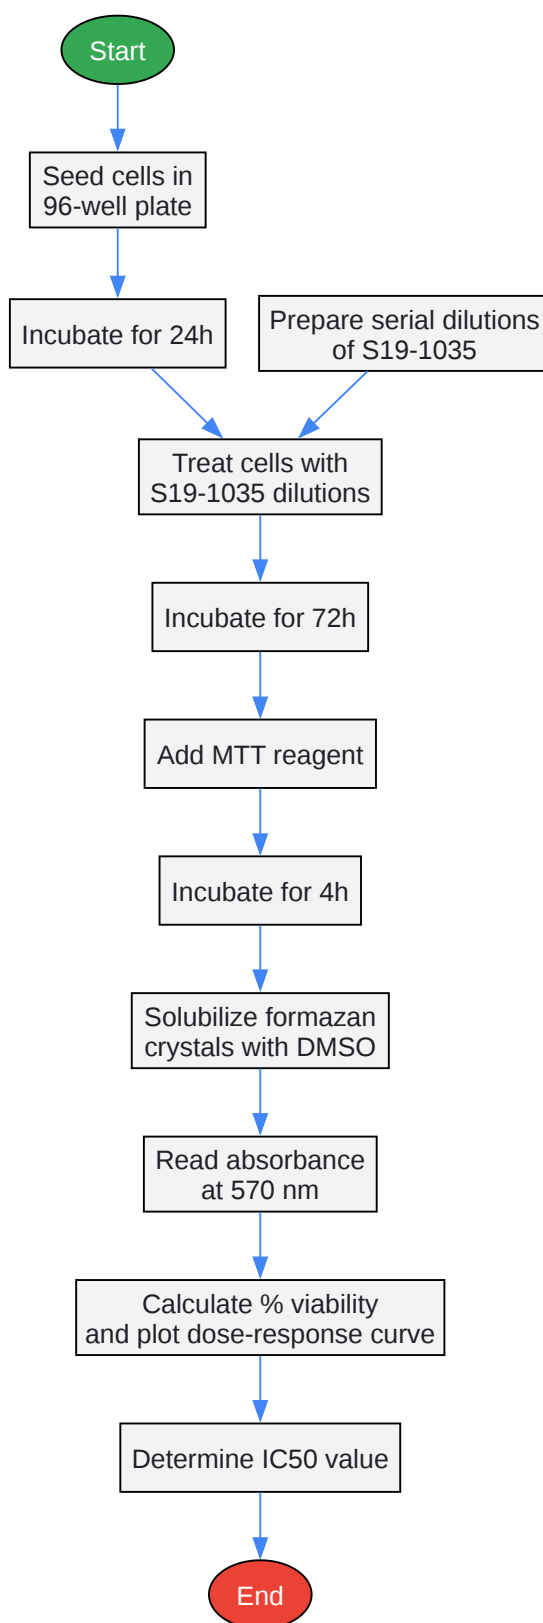 Start
Seed cells in
96-well plate
Incubate for 24h
Prepare serial dilutions
of S19-1035
Treat cells with
S19-1035 dilutions
Incubate for 72h
Add MTT reagent
Incubate for 4h
Solubilize formazan
crystals with DMSO
Read absorbance
at 570 nm
Calculate % viability
and plot dose-response curve
Determine IC50 value
End